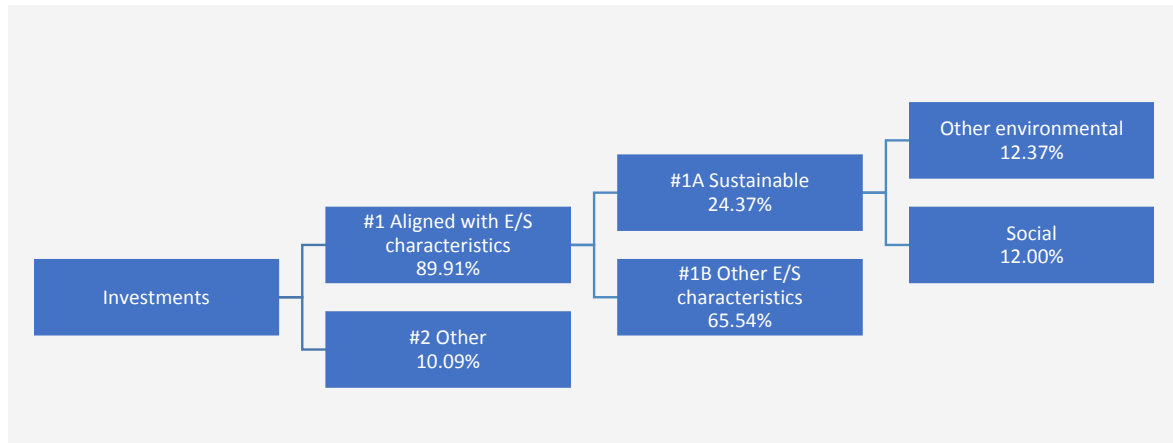 Investments
#1 Aligned with E/S
characteristics
89.91%
#2 Other
10.09%
#1A Sustainable
24.37%
#1B Other E/S
characteristics
65.54%
Other environmental
12.37%
Social
12.00%